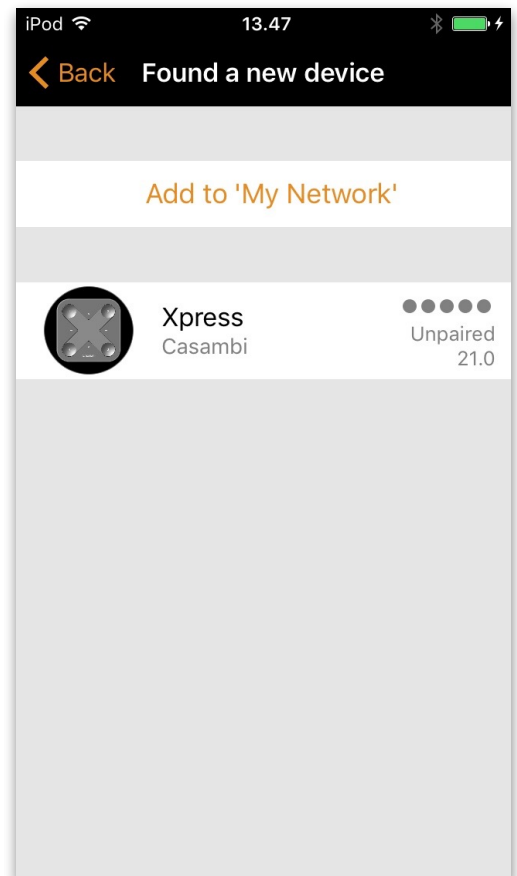 iPod 13.47
Back Found a new device
Add to 'My Network'
Xpress
Casambi
Unpaired
21.0